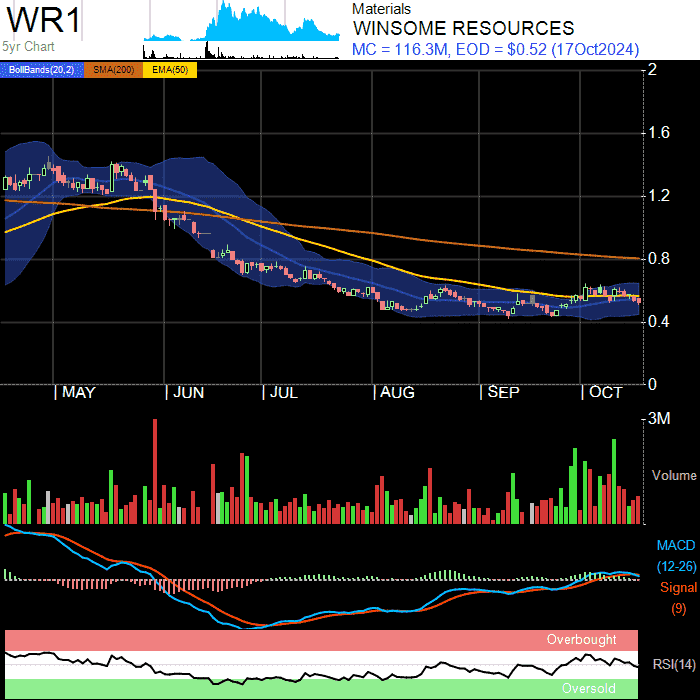 WR1
5yr Chart
Materials
WINSOME RESOURCES
MC = 116.3M, EOD = $0.52 (17Oct2024)
BollBands(20,2) SMA(200) EMA(50)
2
1.6
1.2
0.8
0.4
0
MAY JUN JUL AUG SEP OCT
3M
Volume
MACD
(12-26)
Signal
(9)
Overbought
RSI(14)
Oversold